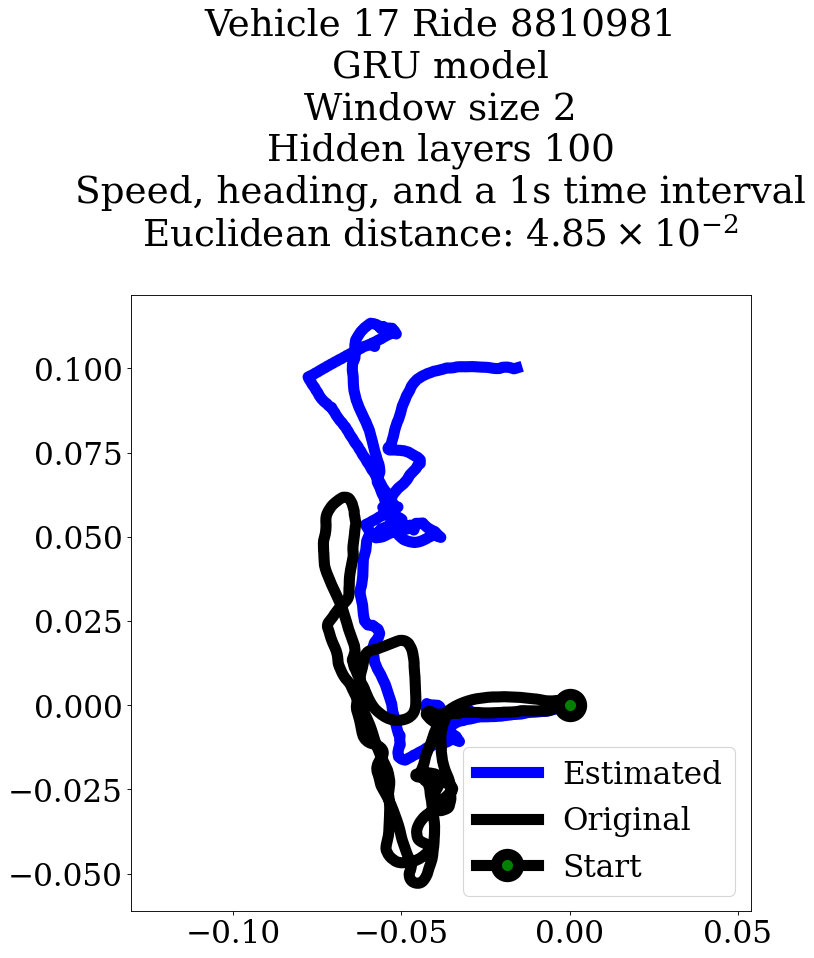 Vehicle 17 Ride 8810981
GRU model
Window size 2
Hidden layers 100
Speed, heading, and a 1s time interval
Euclidean distance: 4.85 × 10⁻²
0.100
0.075
0.050
0.025
0.000
−0.025
−0.050
Estimated
Original
Start
−0.10
−0.05
0.00
0.05